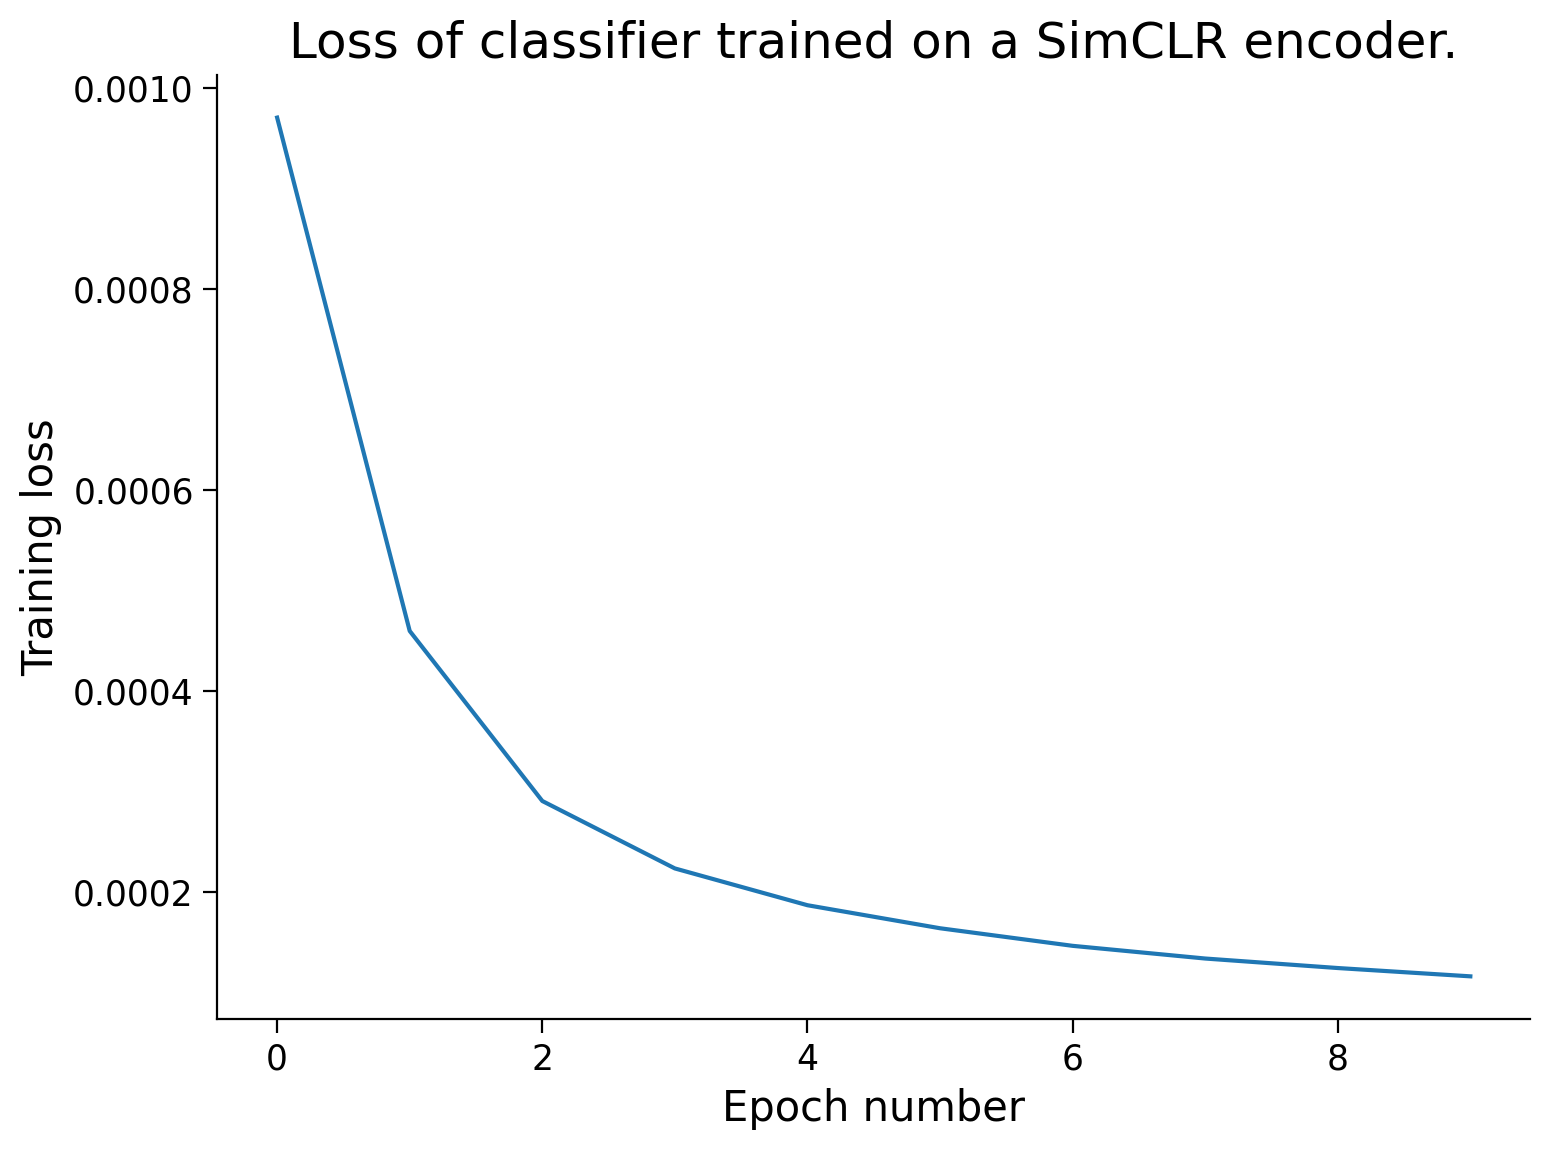 Loss of classifier trained on a SimCLR encoder.
0.0010
0.0008
0.0006
0.0004
0.0002
Training loss
0 2 4 6 8
Epoch number